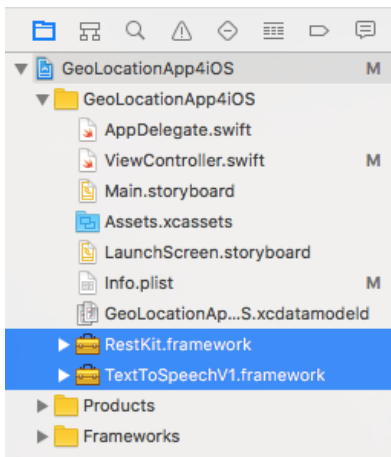 GeoLocationApp4iOS M
GeoLocationApp4iOS
AppDelegate.swift
ViewController.swift M
Main.storyboard
Assets.xcassets
LaunchScreen.storyboard
Info.plist M
GeoLocationAp...S.xcdatamodeld
RestKit.framework
TextToSpeechV1.framework
Products
Frameworks